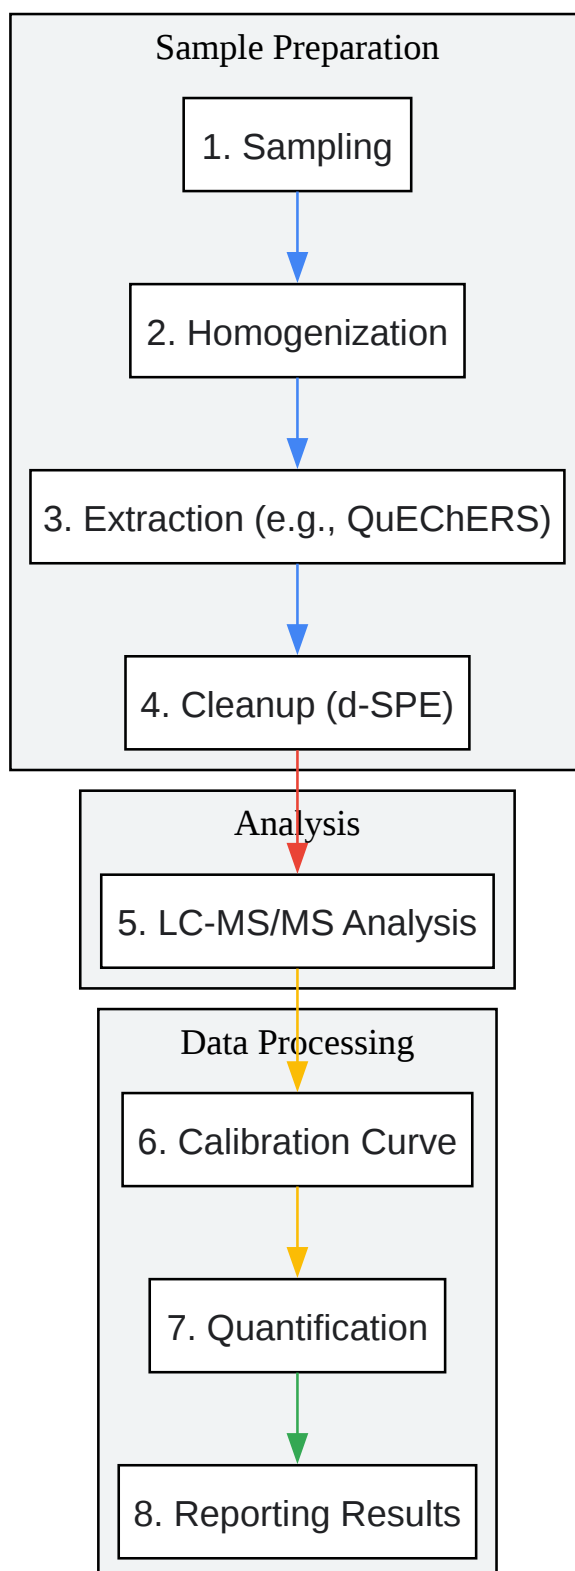 Sample Preparation
1. Sampling
2. Homogenization
3. Extraction (e.g., QuEChERS)
4. Cleanup (d-SPE)
Analysis
5. LC-MS/MS Analysis
Data Processing
6. Calibration Curve
7. Quantification
8. Reporting Results